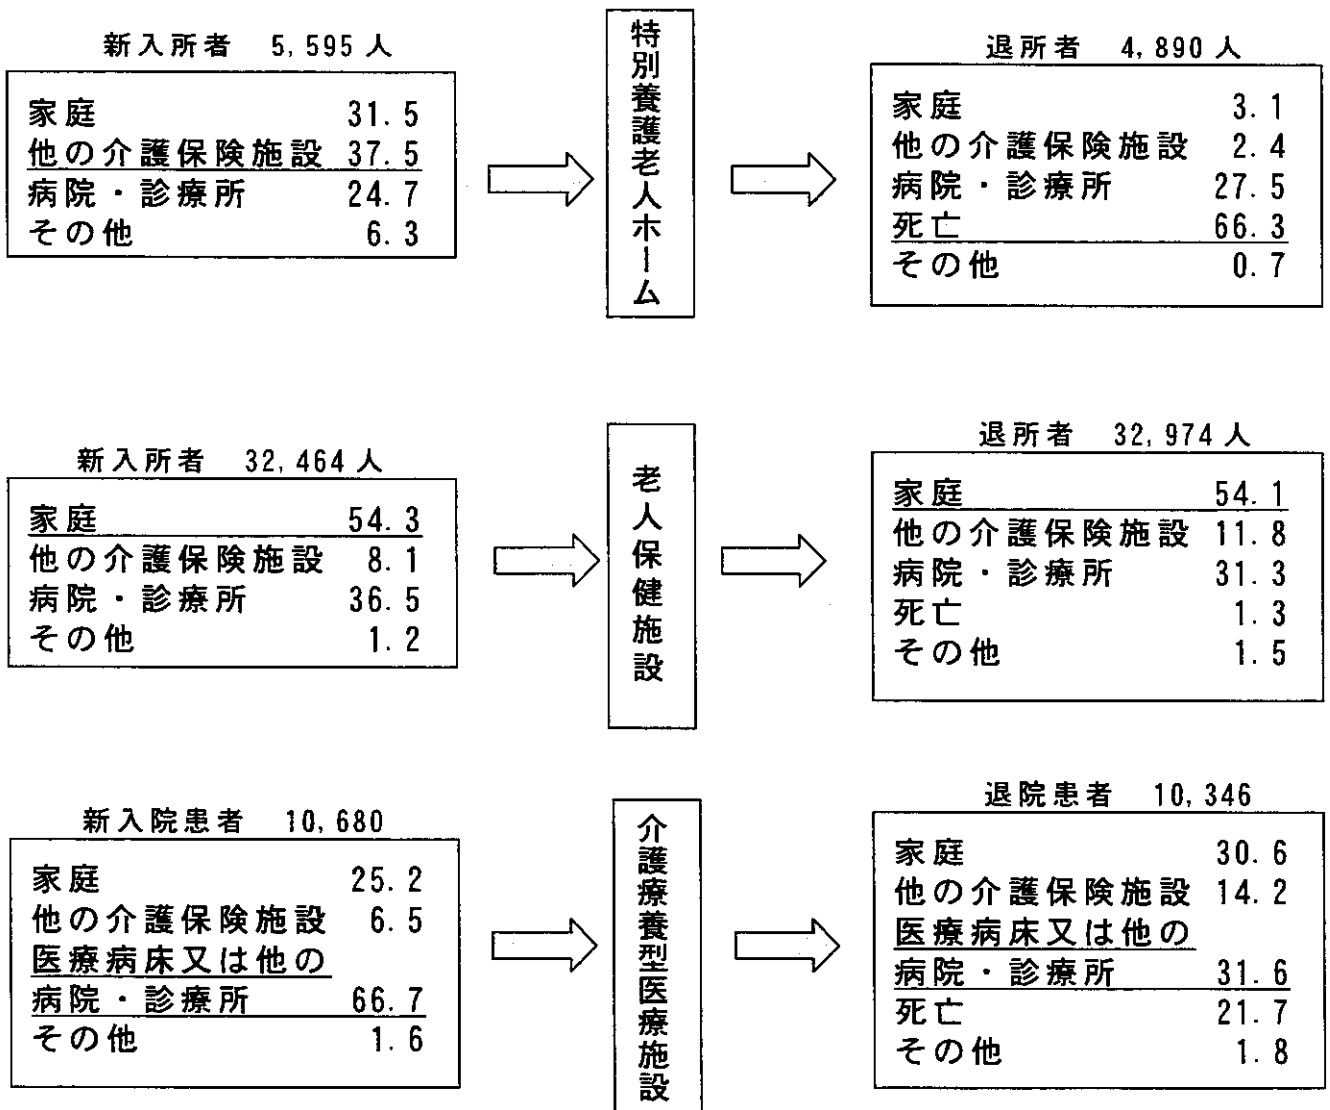 新入所者 5,595人
家庭 31.5
他の介護保険施設 37.5
病院・診療所 24.7
その他 6.3
特別養護老人ホーム
退所者 4,890人
家庭 3.1
他の介護保険施設 2.4
病院・診療所 27.5
死亡 66.3
その他 0.7
新入所者 32,464人
家庭 54.3
他の介護保険施設 8.1
病院・診療所 36.5
その他 1.2
老人保健施設
退所者 32,974人
家庭 54.1
他の介護保険施設 11.8
病院・診療所 31.3
死亡 1.3
その他 1.5
新入院患者 10,680
家庭 25.2
他の介護保険施設 6.5
医療病床又は他の
病院・診療所 66.7
その他 1.6
介護療養型医療施設
退院患者 10,346
家庭 30.6
他の介護保険施設 14.2
医療病床又は他の
病院・診療所 31.6
死亡 21.7
その他 1.8